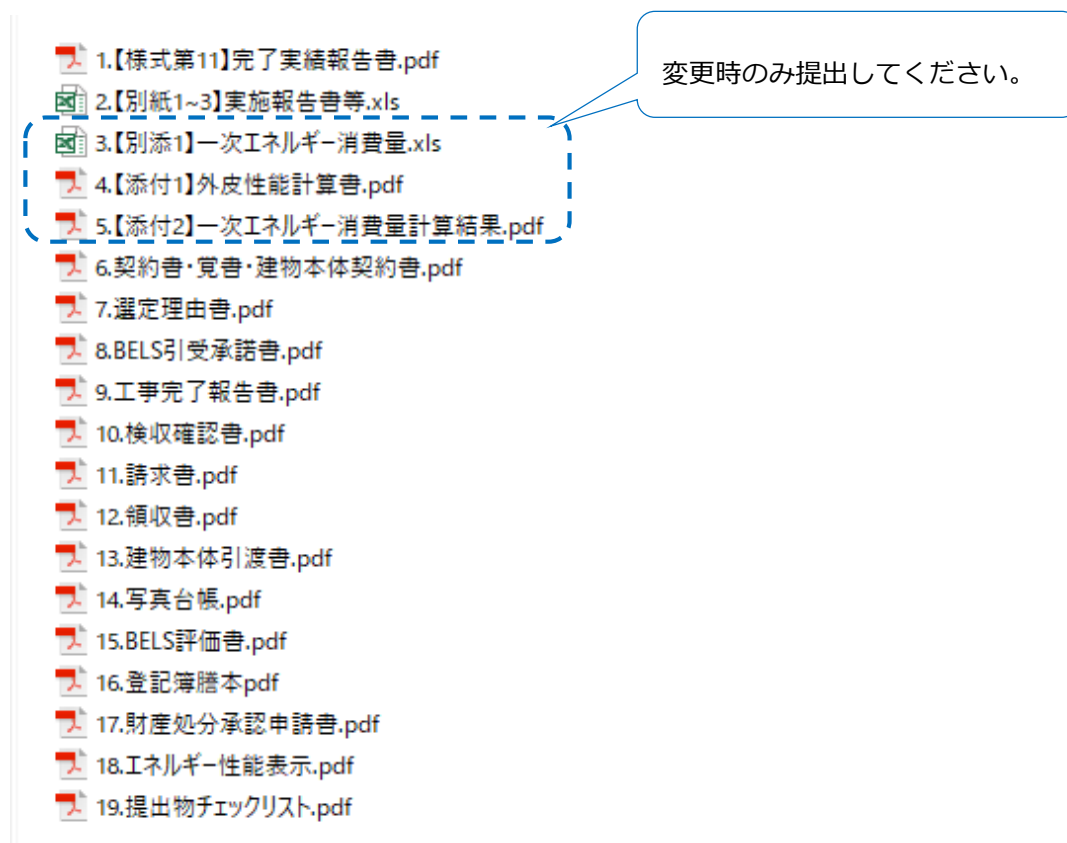 1.【様式第11】完了実績報告書.pdf
変更時のみ提出してください。
2.【別紙1~3】実施報告書等.xls
3.【別添1】一次エネルギー消費量.xls
4.【添付1】外皮性能計算書.pdf
5.【添付2】一次エネルギー消費量計算結果.pdf
6.契約書・覚書・建物本体契約書.pdf
7.選定理由書.pdf
8.BELS引受承諾書.pdf
9.工事完了報告書.pdf
10.検収確認書.pdf
11.請求書.pdf
12.領収書.pdf
13.建物本体引渡書.pdf
14.写真台帳.pdf
15.BELS評価書.pdf
16.登記簿謄本pdf
17.財産処分承認申請書.pdf
18.エネルギー性能表示.pdf
19.提出物チェックリスト.pdf